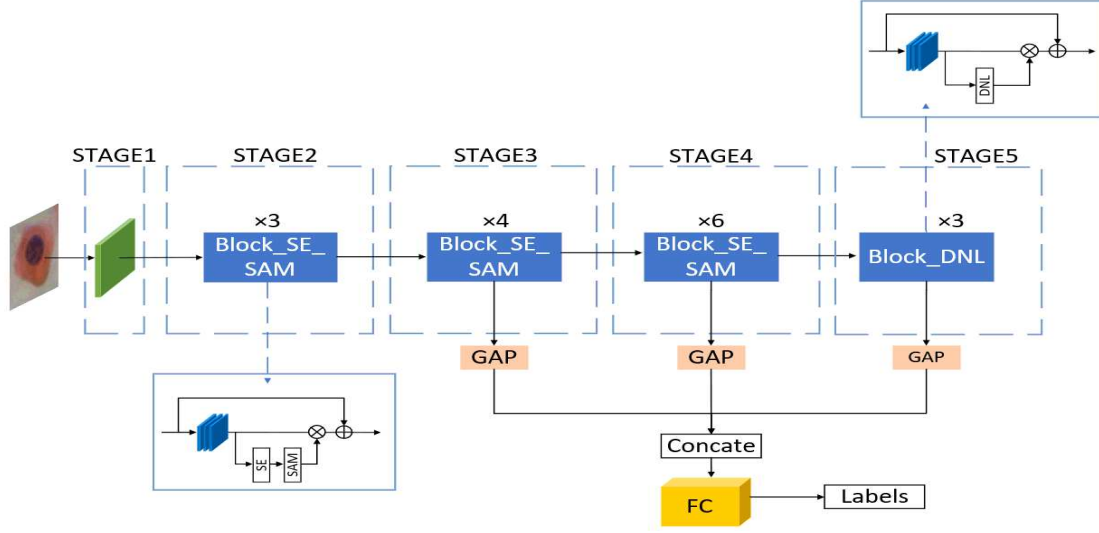 DNL
STAGE1
STAGE2
STAGE3
STAGE4
STAGE5
×3
×4
×6
×3
Block_SE_
SAM
Block_SE_
SAM
Block_SE_
SAM
Block_DNL
GAP
GAP
GAP
SE
SAM
Concate
FC
Labels